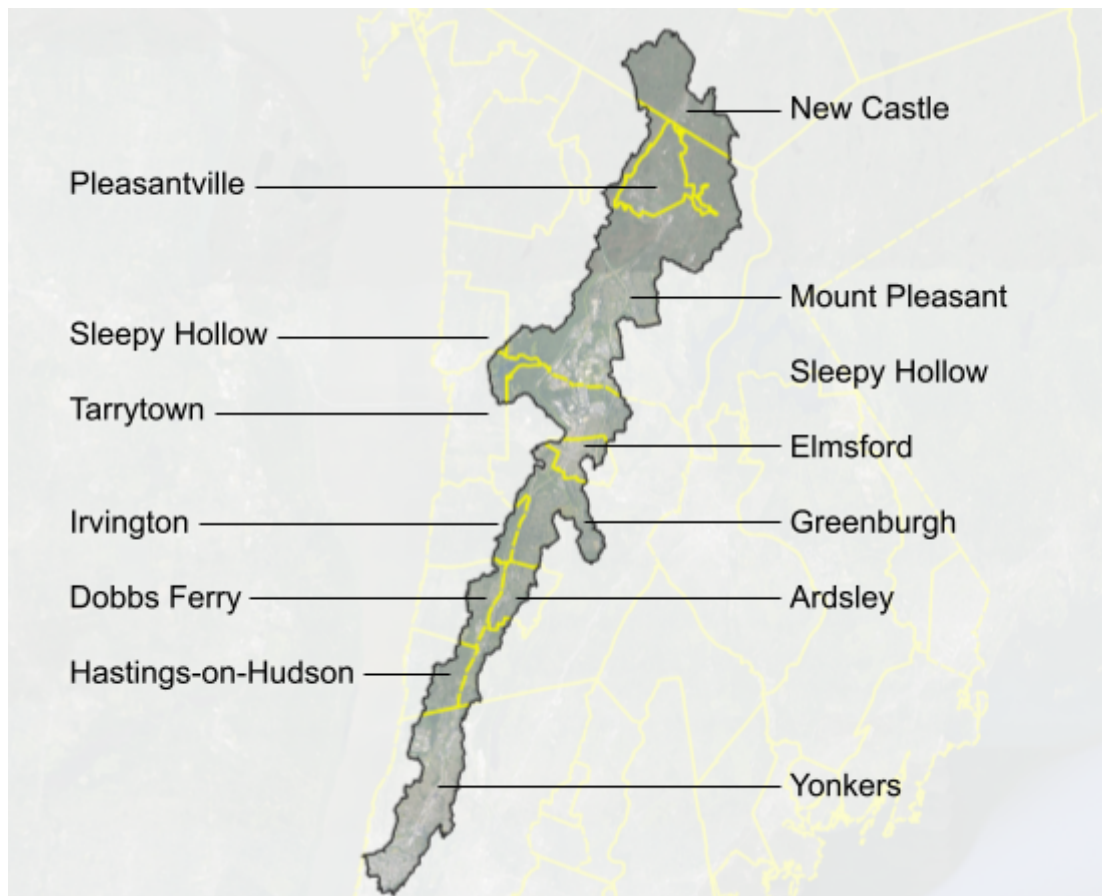 New Castle
Pleasantville
Mount Pleasant
Sleepy Hollow
Sleepy Hollow
Tarrytown
Elmsford
Irvington
Greenburgh
Dobbs Ferry
Ardsley
Hastings-on-Hudson
Yonkers